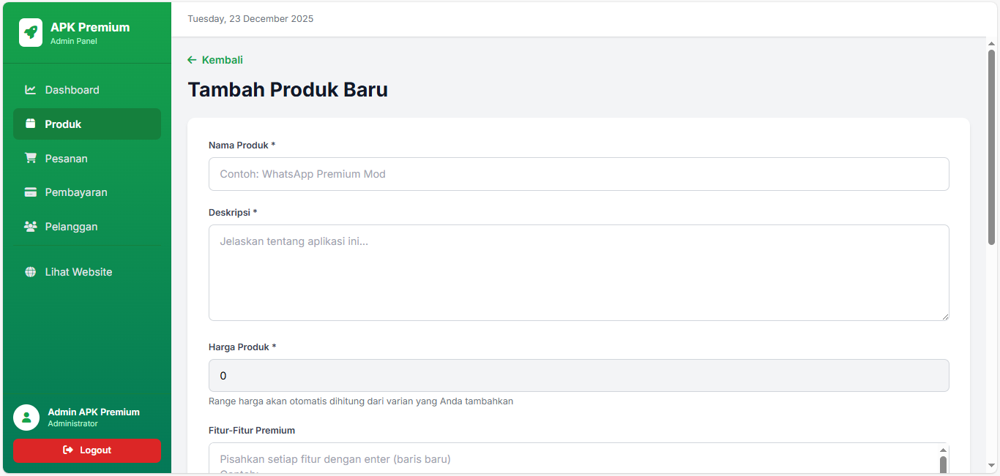 APK Premium
Admin Panel
Dashboard
Produk
Pesanan
Pembayaran
Pelanggan
Lihat Website
Admin APK Premium
Administrator
Logout
Tuesday, 23 December 2025
Kembali
Tambah Produk Baru
Nama Produk *
Contoh: WhatsApp Premium Mod
Deskripsi *
Jelaskan tentang aplikasi ini...
Harga Produk *
0
Range harga akan otomatis dihitung dari varian yang Anda tambahkan
Fitur-Fitur Premium
Pisahkan setiap fitur dengan enter (baris baru)
Contoh: